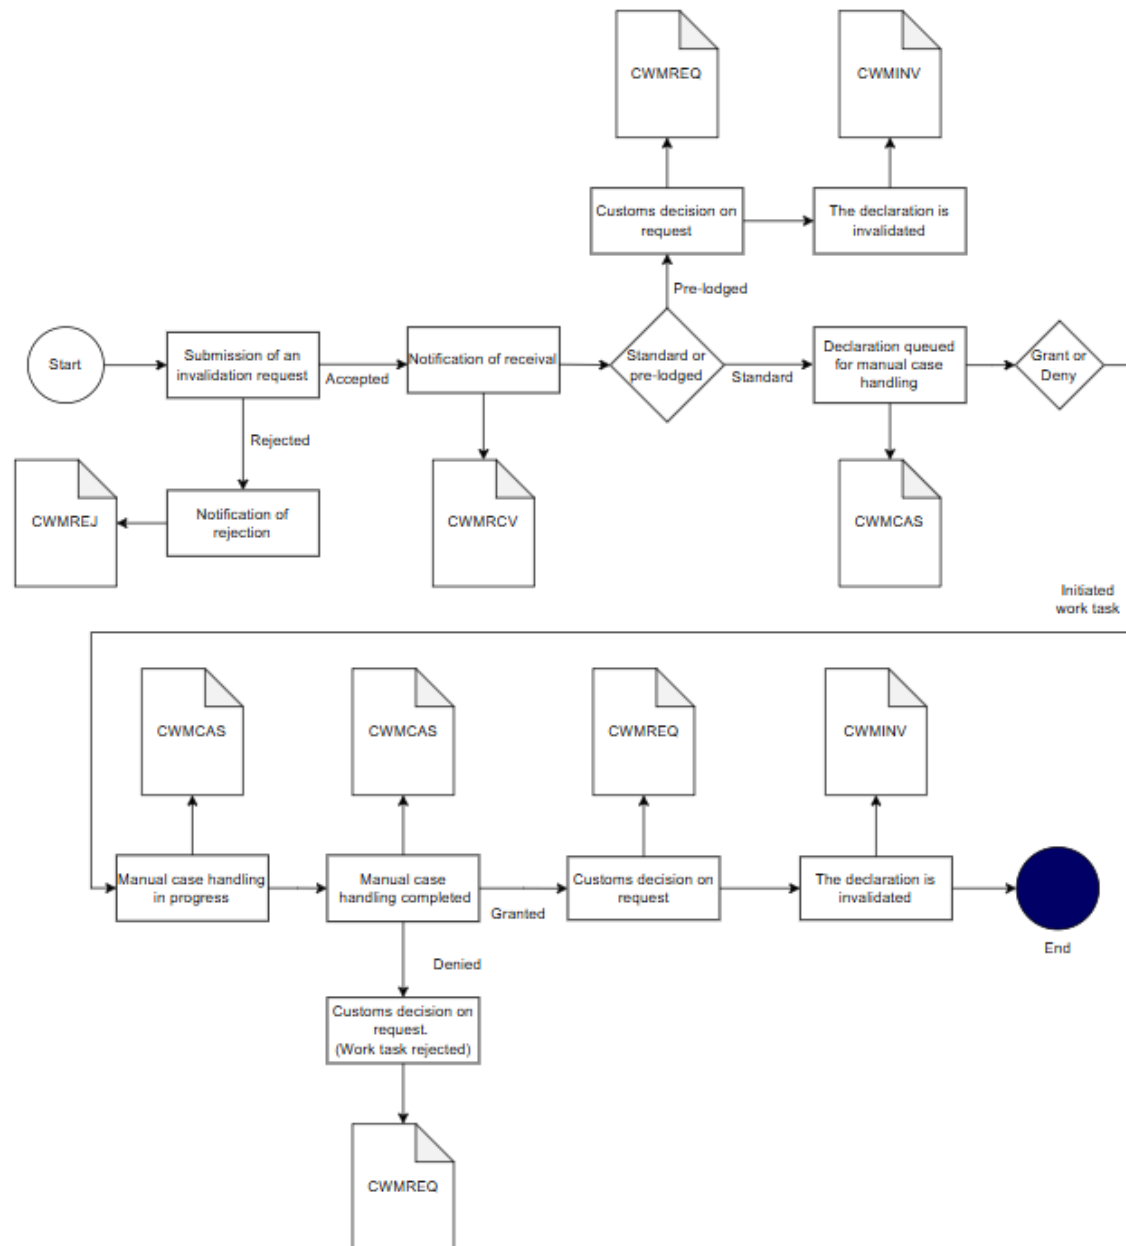 CWMREQ
CWMINV
Customs decision on
request
The declaration is
invalidated
Pre-lodged
Start
Submission of an
invalidation request
Accepted
Notification of receival
Standard or
pre-lodged
Standard
Declaration queued
for manual case
handling
Grant or
Deny
Rejected
CWMREJ
Notification of
rejection
CWMRCV
CWMCAS
Initiated
work task
CWMCAS
CWMCAS
CWMREQ
CWMINV
Manual case handling
in progress
Manual case
handling completed
Granted
Customs decision on
request
The declaration is
invalidated
End
Denied
Customs decision on
request.
(Work task rejected)
CWMREQ